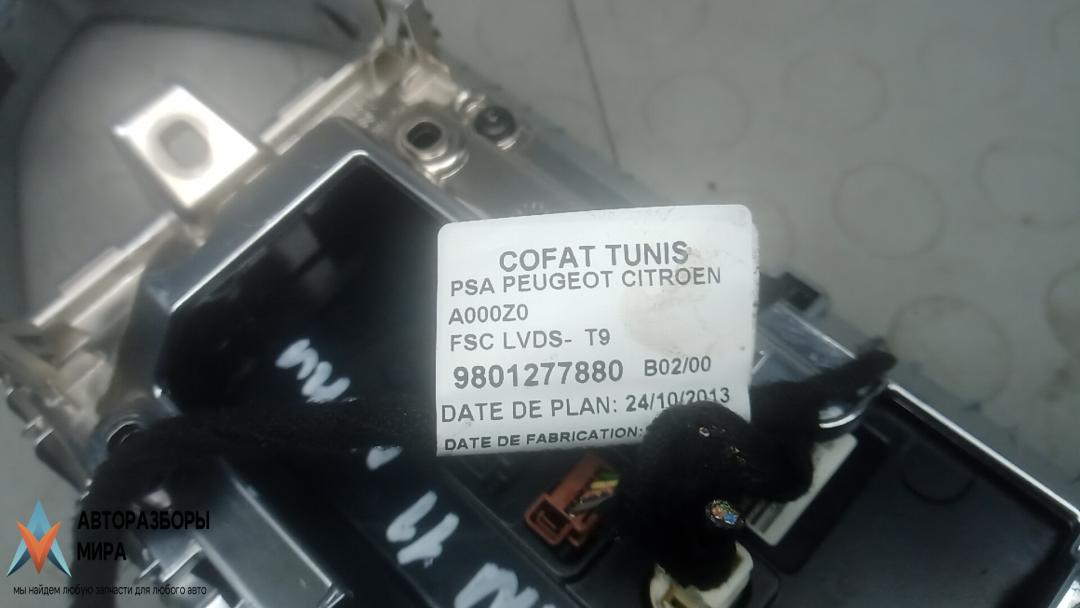 COFAT TUNIS
PSA PEUGEOT CITROEN
A000Z0
FSC LVDS- T9
9801277880 B02/00
DATE DE PLAN: 24/10/2013
DATE DE FABRICATION:
АВТОРАЗБОРЫ
МИРА
мы найдем любую запчасти для любого авто